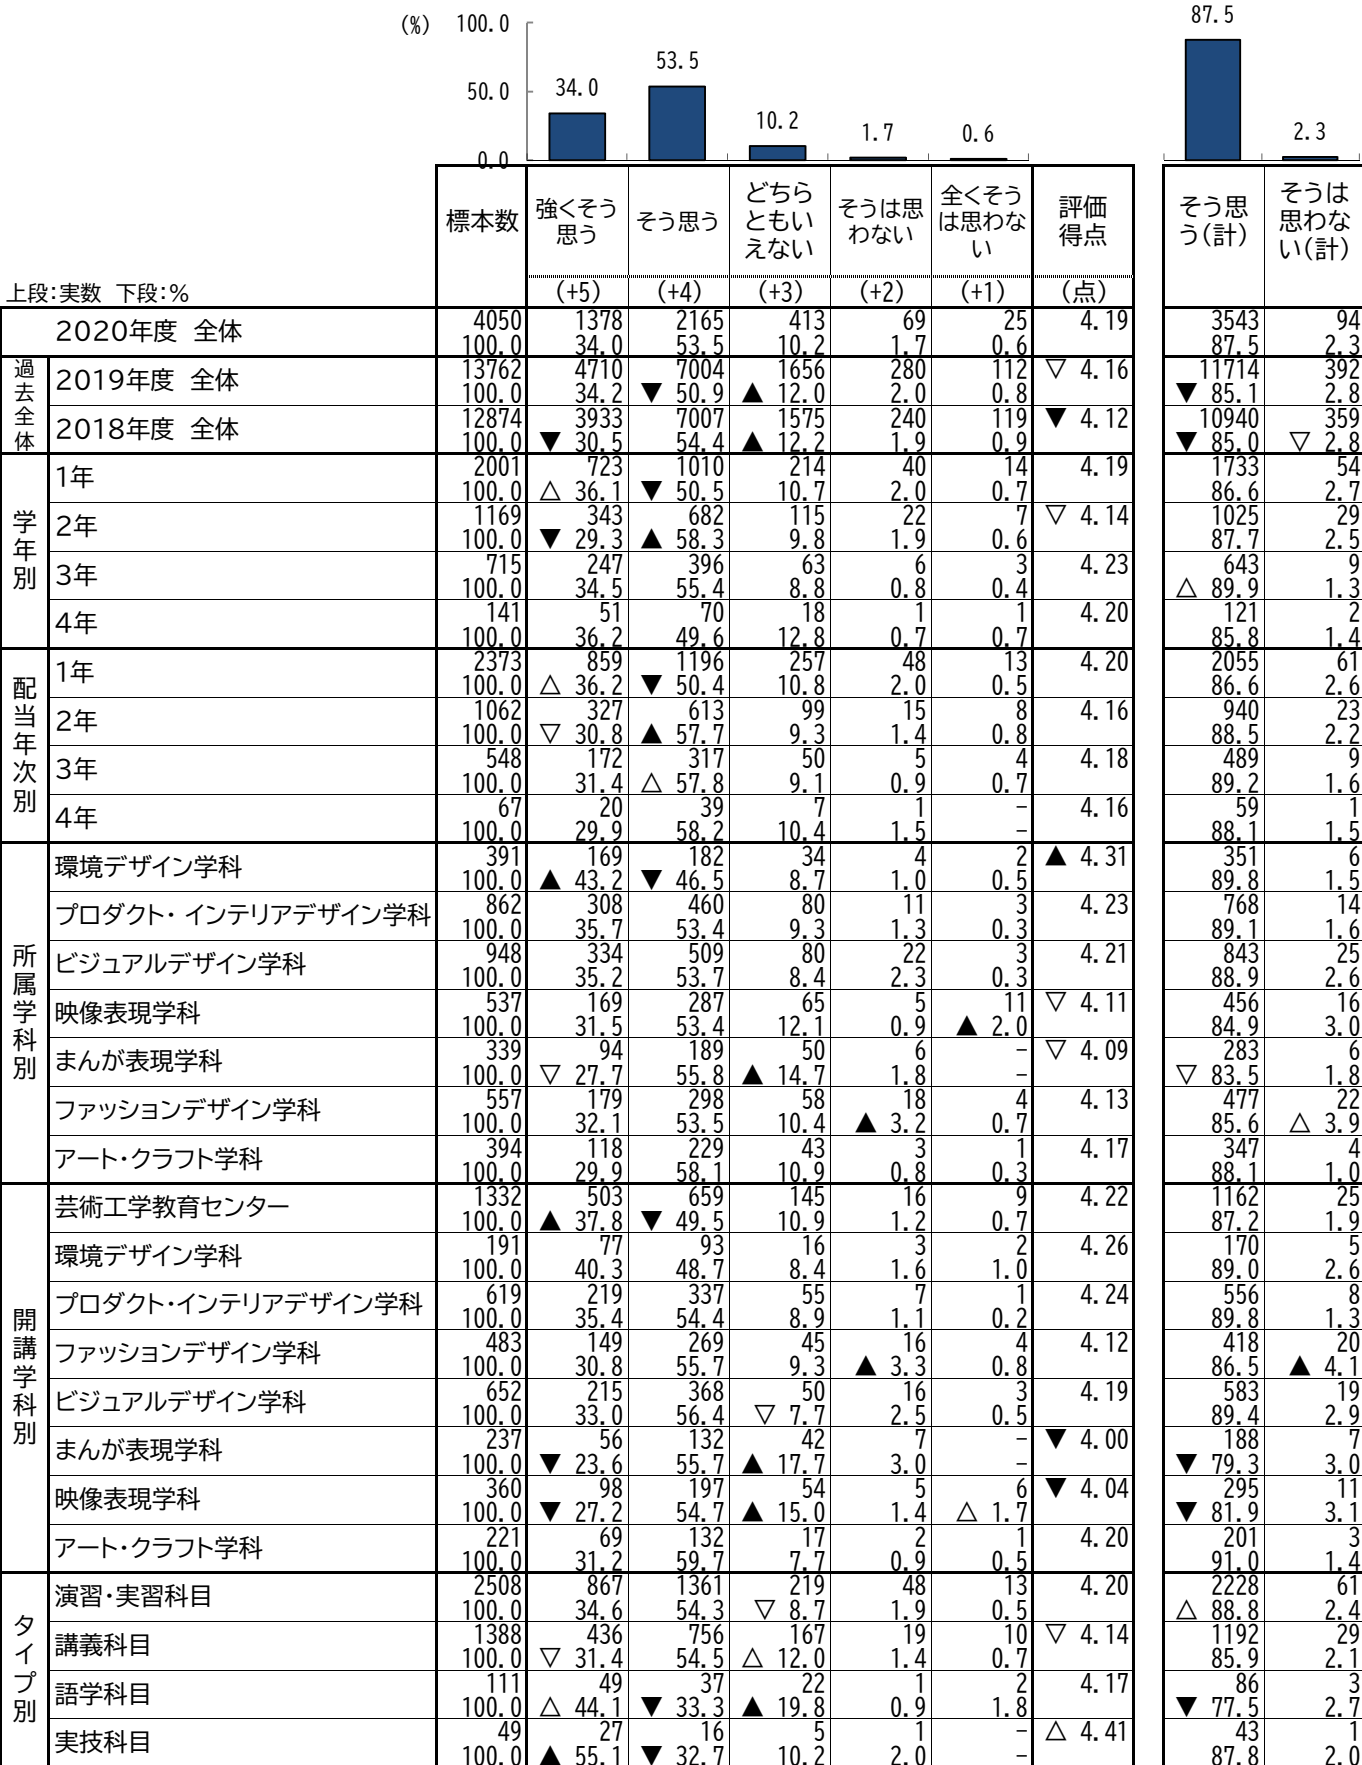 (%) 100.0
50.0
0.0
34.0 53.5 10.2 1.7 0.6 87.5 2.3
標本数 強くそう思う そう思う どちらともいえない そうは思わない 全くそうは思わない 評価得点 そう思う(計) そうは思わない(計)
上段:実数 下段:% (+5) (+4) (+3) (+2) (+1) (点)
2020年度 全体 4050 1378 2165 413 69 25 4.19 3543 94
100.0 34.0 53.5 10.2 1.7 0.6 87.5 2.3
過去全体
2019年度 全体 13762 4710 7004 1656 280 112 ▽ 4.16 11714 392
100.0 34.2 ▼ 50.9 ▲ 12.0 2.0 0.8 ▼ 85.1 2.8
2018年度 全体 12874 3933 7007 1575 240 119 ▼ 4.12 10940 359
100.0 ▼ 30.5 54.4 ▲ 12.2 1.9 0.9 ▼ 85.0 ▽ 2.8
学年別
1年 2001 723 1010 214 40 14 4.19 1733 54
100.0 △ 36.1 ▼ 50.5 10.7 2.0 0.7 86.6 2.7
2年 1169 343 682 115 22 7 ▽ 4.14 1025 29
100.0 ▼ 29.3 ▲ 58.3 9.8 1.9 0.6 87.7 2.5
3年 715 247 396 63 6 3 4.23 643 9
100.0 34.5 55.4 8.8 0.8 0.4 △ 89.9 1.3
4年 141 51 70 18 1 1 4.20 121 2
100.0 36.2 49.6 12.8 0.7 0.7 85.8 1.4
配当年次別
1年 2373 859 1196 257 48 13 4.20 2055 61
100.0 △ 36.2 ▼ 50.4 10.8 2.0 0.5 86.6 2.6
2年 1062 327 613 99 15 8 4.16 940 23
100.0 ▽ 30.8 ▲ 57.7 9.3 1.4 0.8 88.5 2.2
3年 548 172 317 50 5 4 4.18 489 9
100.0 31.4 △ 57.8 9.1 0.9 0.7 89.2 1.6
4年 67 20 39 7 1 - 4.16 59 1
100.0 29.9 58.2 10.4 1.5 - 88.1 1.5
所属学科別
環境デザイン学科 391 169 182 34 4 2 ▲ 4.31 351 6
100.0 ▲ 43.2 ▼ 46.5 8.7 1.0 0.5 89.8 1.5
プロダクト・インテリアデザイン学科 862 308 460 80 11 3 4.23 768 14
100.0 35.7 53.4 9.3 1.3 0.3 89.1 1.6
ビジュアルデザイン学科 948 334 509 80 22 3 4.21 843 25
100.0 35.2 53.7 8.4 2.3 0.3 88.9 2.6
映像表現学科 537 169 287 65 5 11 ▽ 4.11 456 16
100.0 31.5 53.4 12.1 0.9 ▲ 2.0 84.9 3.0
まんが表現学科 339 94 189 50 6 - ▽ 4.09 283 6
100.0 ▽ 27.7 55.8 ▲ 14.7 1.8 - ▽ 83.5 1.8
ファッションデザイン学科 557 179 298 58 18 4 4.13 477 22
100.0 32.1 53.5 10.4 ▲ 3.2 0.7 85.6 △ 3.9
アート・クラフト学科 394 118 229 43 3 1 4.17 347 4
100.0 29.9 58.1 10.9 0.8 0.3 88.1 1.0
開講学科別
芸術工学教育センター 1332 503 659 145 16 9 4.22 1162 25
100.0 ▲ 37.8 ▼ 49.5 10.9 1.2 0.7 87.2 1.9
環境デザイン学科 191 77 93 16 3 2 4.26 170 5
100.0 40.3 48.7 8.4 1.6 1.0 89.0 2.6
プロダクト・インテリアデザイン学科 619 219 337 55 7 1 4.24 556 8
100.0 35.4 54.4 8.9 1.1 0.2 89.8 1.3
ファッションデザイン学科 483 149 269 45 16 4 4.12 418 20
100.0 30.8 55.7 9.3 ▲ 3.3 0.8 86.5 ▲ 4.1
ビジュアルデザイン学科 652 215 368 50 16 3 4.19 583 19
100.0 33.0 56.4 ▽ 7.7 2.5 0.5 89.4 2.9
まんが表現学科 237 56 132 42 7 - ▼ 4.00 188 7
100.0 ▼ 23.6 55.7 ▲ 17.7 3.0 - ▼ 79.3 3.0
映像表現学科 360 98 197 54 5 6 ▼ 4.04 295 11
100.0 ▼ 27.2 54.7 ▲ 15.0 1.4 △ 1.7 ▼ 81.9 3.1
アート・クラフト学科 221 69 132 17 2 1 4.20 201 3
100.0 31.2 59.7 7.7 0.9 0.5 91.0 1.4
タイプ別
演習・実習科目 2508 867 1361 219 48 13 4.20 2228 61
100.0 34.6 54.3 ▽ 8.7 1.9 0.5 △ 88.8 2.4
講義科目 1388 436 756 167 19 10 ▽ 4.14 1192 29
100.0 ▽ 31.4 54.5 △ 12.0 1.4 0.7 85.9 2.1
語学科目 111 49 37 22 1 2 4.17 86 3
100.0 △ 44.1 ▼ 33.3 ▲ 19.8 0.9 1.8 ▼ 77.5 2.7
実技科目 49 27 16 5 1 - △ 4.41 43 1
100.0 ▲ 55.1 ▼ 32.7 10.2 2.0 - 87.8 2.0